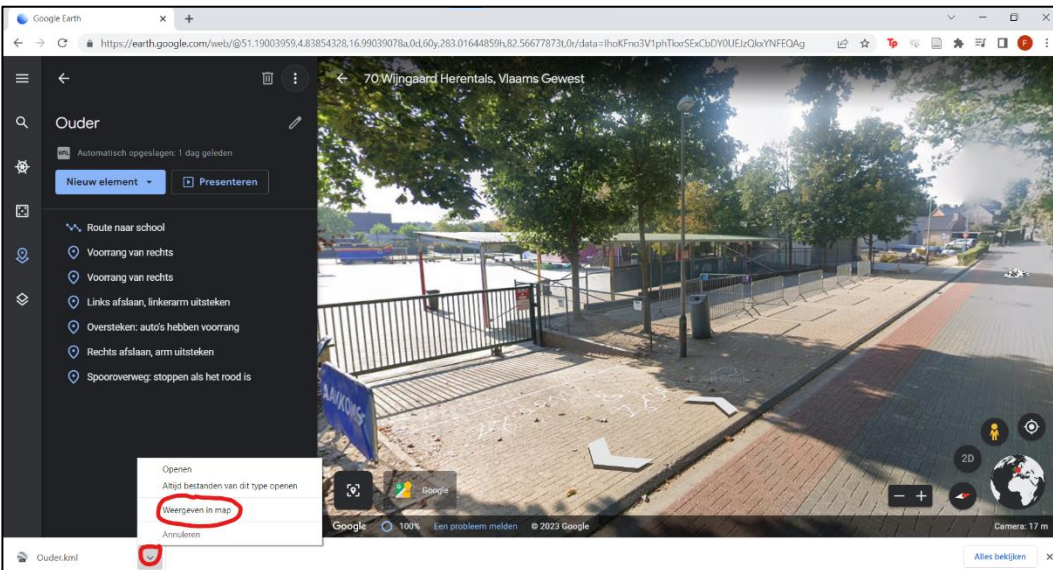 Google Earth
https://earth.google.com/web/@51.19003959,4.83854328,16.99039078a,0d,60y,283.01644859h,82.56677873t,0r/data=IhoKFno3V1phTkxrSExCbDY0UEJzQkxYNFEQAg
Tp
F
70 Wijngaard Herentals, Vlaams Gewest
Ouder
KML Automatisch opgeslagen: 1 dag geleden
Nieuw element
Presenteren
Route naar school
Voorrang van rechts
Voorrang van rechts
Links afslaan, linkerarm uitsteken
Oversteken: auto's hebben voorrang
Rechts afslaan, arm uitsteken
Spooroverweg: stoppen als het rood is
Openen
Altijd bestanden van dit type openen
Weergeven in map
Annuleren
2D
Google
Google 100% Een probleem melden © 2023 Google Camera: 17 m
Ouder.kml
Alles bekijken